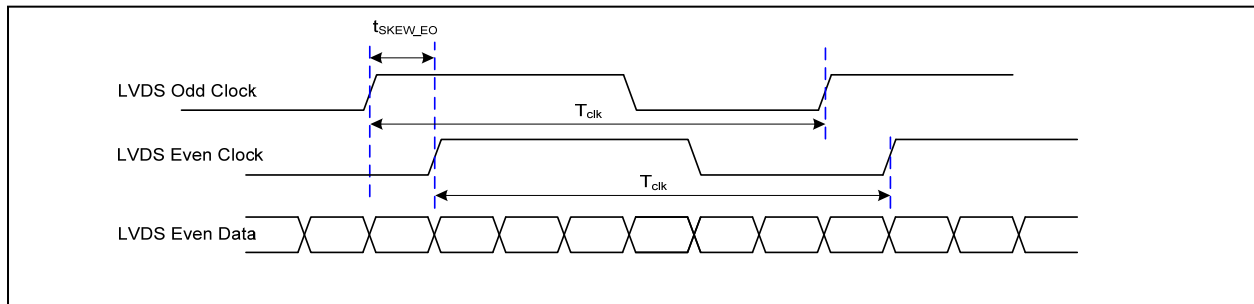 tSKEW_EO
LVDS Odd Clock
Tclk
LVDS Even Clock
Tclk
LVDS Even Data